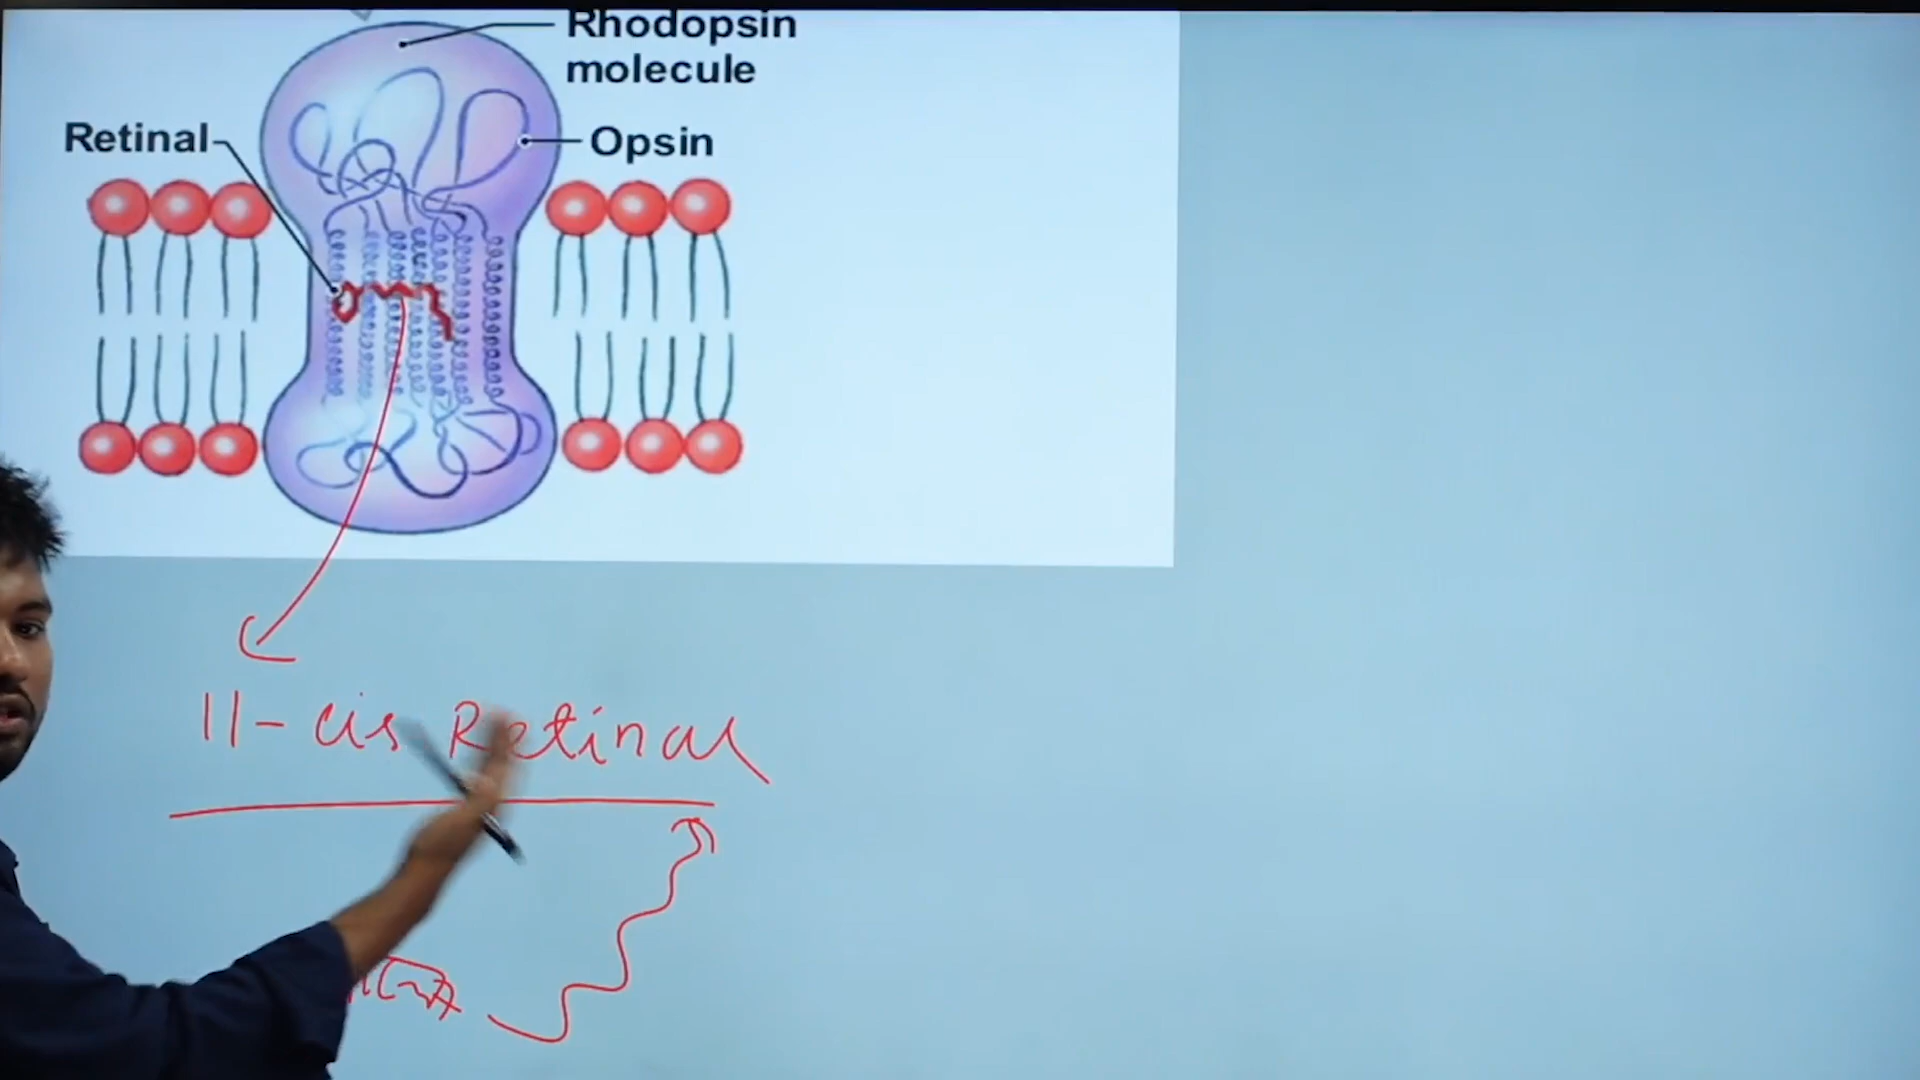 Rhodopsin
molecule
Retinal
Opsin
11-cis Retinal